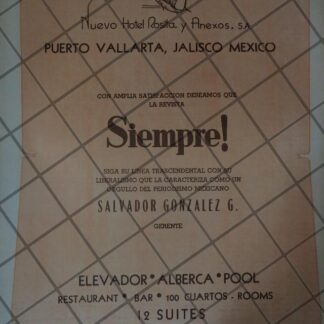 Nuevo Hotel Rosita y Anexos, S.A.
PUERTO VALLARTA, JALISCO MEXICO
CON AMPLIA SATISFACCION DESEAMOS QUE
LA REVISTA
Siempre!
SIGA SU LINEA TRASCENDENTAL CON SU
LIBERALISMO QUE LA CARACTERIZA COMO UN
ORGULLO DEL PERIODISMO MEXICANO
SALVADOR GONZALEZ G.
GERENTE
ELEVADOR * ALBERCA * POOL
RESTAURANT * BAR * 100 CUARTOS - ROOMS
12 SUITES